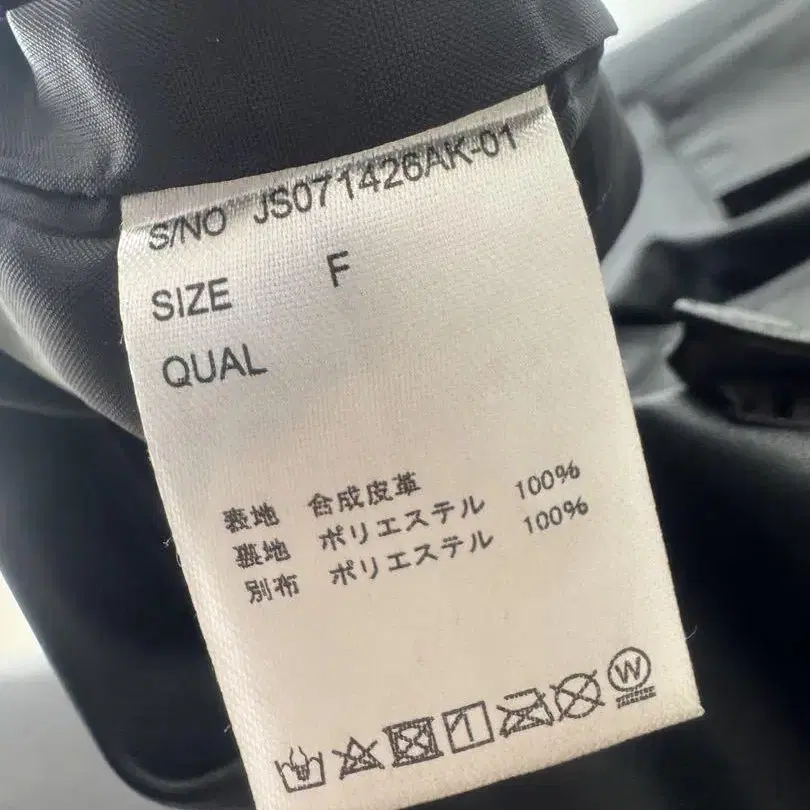 S/NO JS071426AK-01
SIZE F
QUAL
表地 合成皮革
裏地 ポリエステル 100%
別布 ポリエステル 100%
W